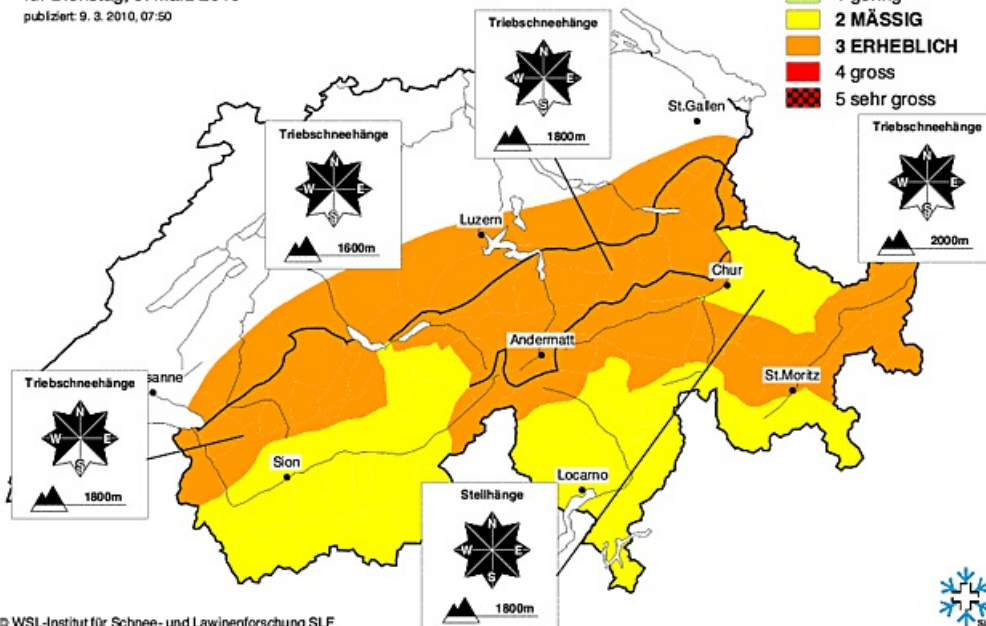 publiziert: 9. 3. 2010, 07:50
2 MÄSSIG
3 ERHEBLICH
4 gross
5 sehr gross
Triebschneehänge
N
W E
S
1800m
St.Gallen
Triebschneehänge
N
W E
S
1600m
Triebschneehänge
N
W E
S
2000m
Luzern
Chur
Andermatt
St.Moritz
sanne
Triebschneehänge
N
W E
S
1800m
Sion
Locarno
Steilhänge
N
W E
S
1800m
© WSL-Institut für Schnee- und Lawinenforschung SLF